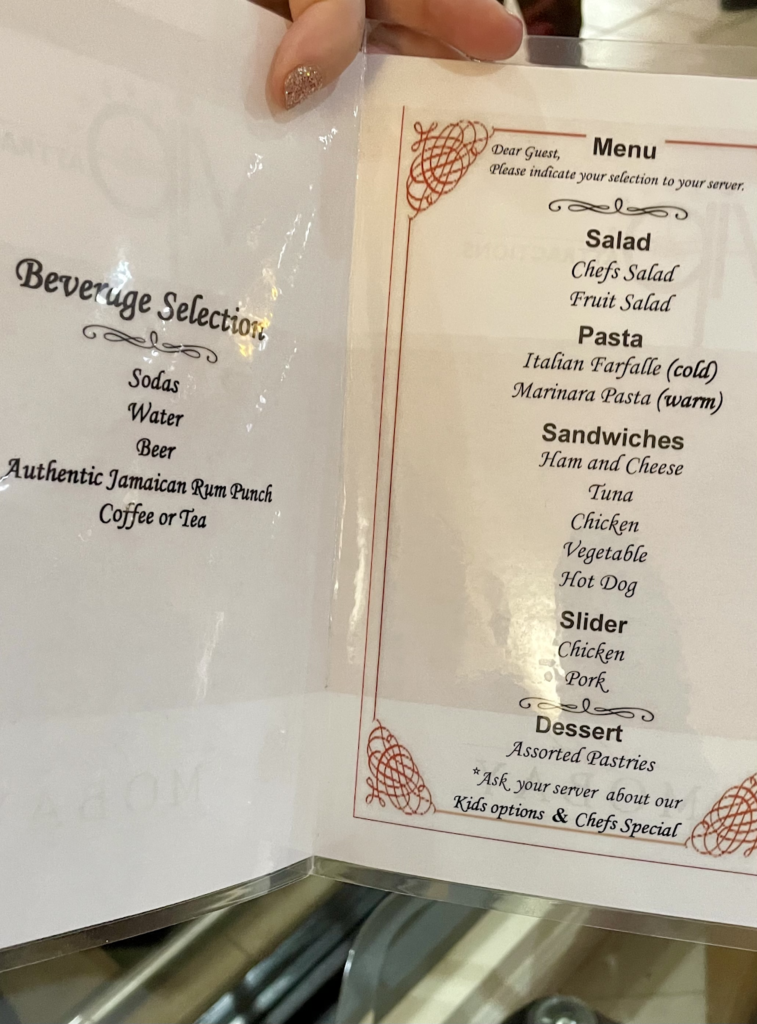 Beverage Selection
Sodas
Water
Beer
Authentic Jamaican Rum Punch
Coffee or Tea
Menu
Dear Guest,
Please indicate your selection to your server.
Salad
Chefs Salad
Fruit Salad
Pasta
Italian Farfalle (cold)
Marinara Pasta (warm)
Sandwiches
Ham and Cheese
Tuna
Chicken
Vegetable
Hot Dog
Slider
Chicken
Pork
Dessert
Assorted Pastries
*Ask your server about our
Kids options & Chefs Special